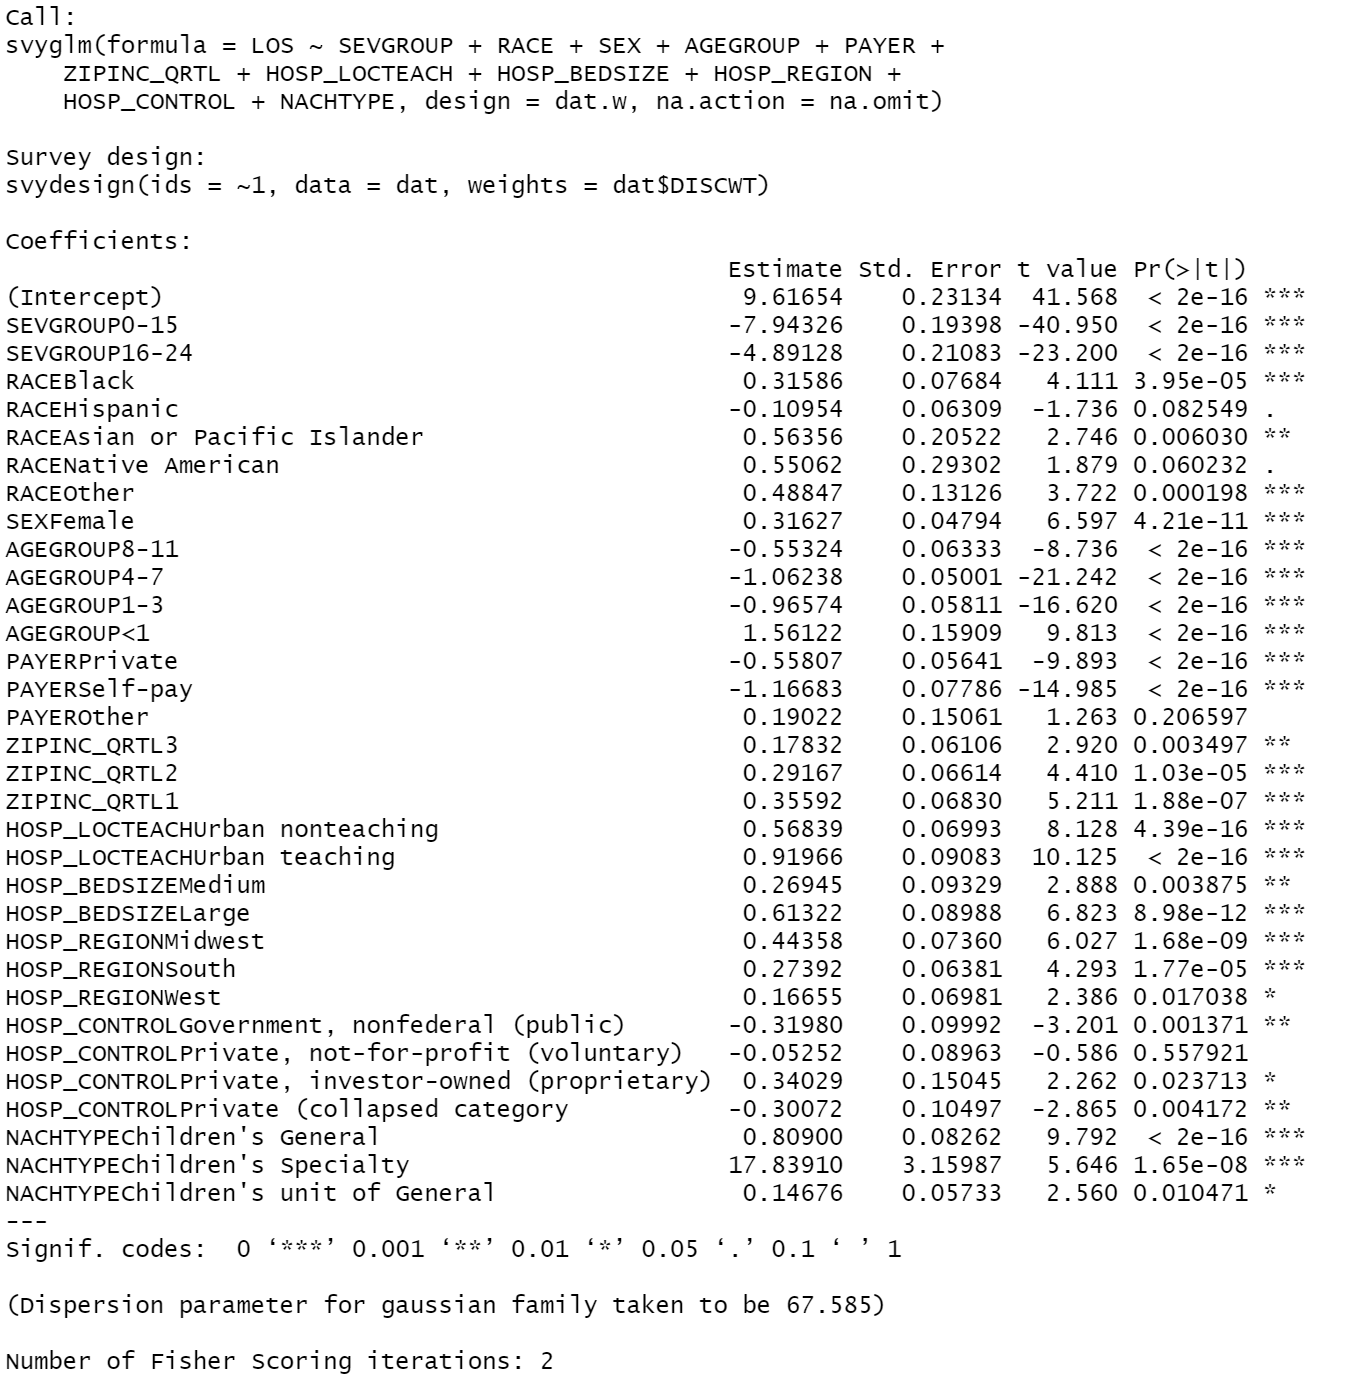 Call:
svyglm(formula = LOS ~ SEVGROUP + RACE + SEX + AGEGROUP + PAYER +
    ZIPINC_QRTL + HOSP_LOCTEACH + HOSP_BEDSIZE + HOSP_REGION +
    HOSP_CONTROL + NACHTYPE, design = dat.w, na.action = na.omit)

Survey design:
svydesign(ids = ~1, data = dat, weights = dat$DISCWT)

Coefficients:
                                                  Estimate Std. Error t value Pr(>|t|)
(Intercept)                                        9.61654    0.23134  41.568  < 2e-16 ***
SEVGROUP0-15                                      -7.94326    0.19398 -40.950  < 2e-16 ***
SEVGROUP16-24                                     -4.89128    0.21083 -23.200  < 2e-16 ***
RACEBlack                                          0.31586    0.07684   4.111 3.95e-05 ***
RACEHispanic                                      -0.10954    0.06309  -1.736 0.082549 .
RACEAsian or Pacific Islander                      0.56356    0.20522   2.746 0.006030 **
RACENative American                                0.55062    0.29302   1.879 0.060232 .
RACEOther                                          0.48847    0.13126   3.722 0.000198 ***
SEXFemale                                          0.31627    0.04794   6.597 4.21e-11 ***
AGEGROUP8-11                                      -0.55324    0.06333  -8.736  < 2e-16 ***
AGEGROUP4-7                                       -1.06238    0.05001 -21.242  < 2e-16 ***
AGEGROUP1-3                                       -0.96574    0.05811 -16.620  < 2e-16 ***
AGEGROUP<1                                         1.56122    0.15909   9.813  < 2e-16 ***
PAYERPrivate                                      -0.55807    0.05641  -9.893  < 2e-16 ***
PAYERSelf-pay                                     -1.16683    0.07786 -14.985  < 2e-16 ***
PAYEROther                                         0.19022    0.15061   1.263 0.206597
ZIPINC_QRTL3                                       0.17832    0.06106   2.920 0.003497 **
ZIPINC_QRTL2                                       0.29167    0.06614   4.410 1.03e-05 ***
ZIPINC_QRTL1                                       0.35592    0.06830   5.211 1.88e-07 ***
HOSP_LOCTEACHUrban nonteaching                     0.56839    0.06993   8.128 4.39e-16 ***
HOSP_LOCTEACHUrban teaching                        0.91966    0.09083  10.125  < 2e-16 ***
HOSP_BEDSIZEMedium                                 0.26945    0.09329   2.888 0.003875 **
HOSP_BEDSIZELarge                                  0.61322    0.08988   6.823 8.98e-12 ***
HOSP_REGIONMidwest                                 0.44358    0.07360   6.027 1.68e-09 ***
HOSP_REGIONSouth                                   0.27392    0.06381   4.293 1.77e-05 ***
HOSP_REGIONWest                                    0.16655    0.06981   2.386 0.017038 *
HOSP_CONTROLGovernment, nonfederal (public)       -0.31980    0.09992  -3.201 0.001371 **
HOSP_CONTROLPrivate, not-for-profit (voluntary)   -0.05252    0.08963  -0.586 0.557921
HOSP_CONTROLPrivate, investor-owned (proprietary)  0.34029    0.15045   2.262 0.023713 *
HOSP_CONTROLPrivate (collapsed category           -0.30072    0.10497  -2.865 0.004172 **
NACHTYPEChildren's General                         0.80900    0.08262   9.792  < 2e-16 ***
NACHTYPEChildren's Specialty                      17.83910    3.15987   5.646 1.65e-08 ***
NACHTYPEChildren's unit of General                 0.14676    0.05733   2.560 0.010471 *
---
Signif. codes:  0 ‘***’ 0.001 ‘**’ 0.01 ‘*’ 0.05 ‘.’ 0.1 ‘ ’ 1

(Dispersion parameter for gaussian family taken to be 67.585)

Number of Fisher Scoring iterations: 2